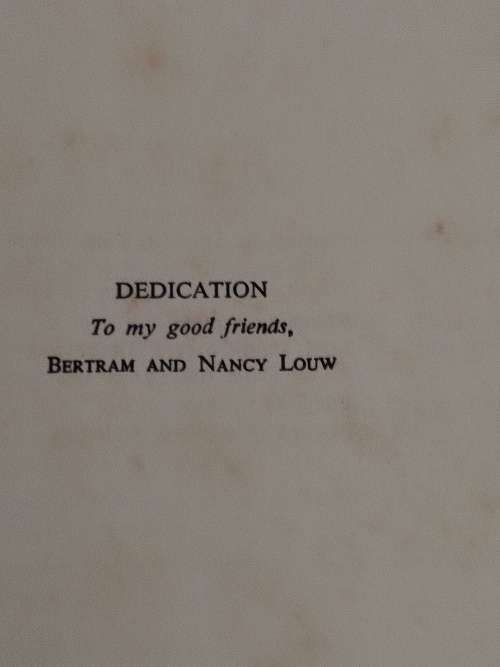 DEDICATION
To my good friends,
BERTRAM AND NANCY LOUW